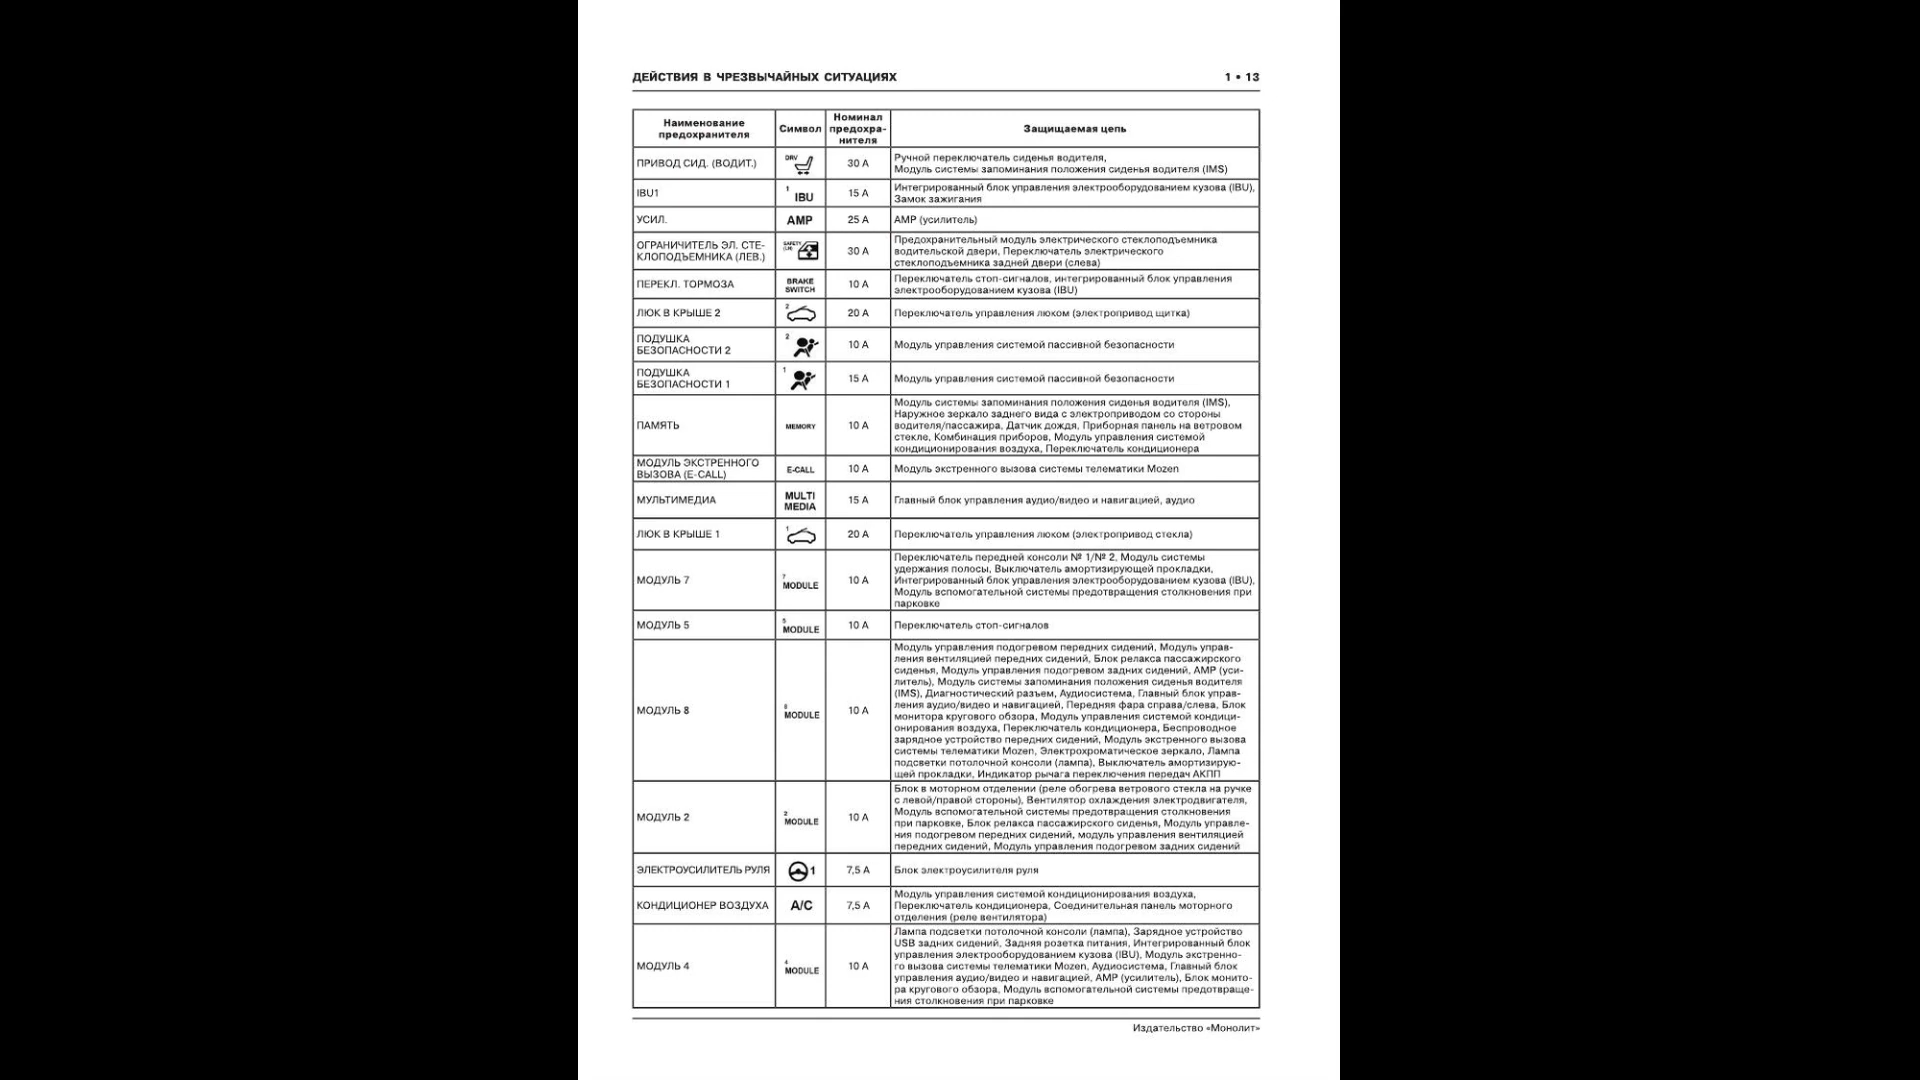 ДЕЙСТВИЯ В ЧРЕЗВЫЧАЙНЫХ СИТУАЦИЯХ 1 • 13
Наименование
предохранителя
Символ
Номинал
предохра-
нителя
Защищаемая цепь
ПРИВОД СИД. (ВОДИТ.)
DRV
30 А
Ручной переключатель сиденья водителя,
Модуль системы запоминания положения сиденья водителя (IMS)
IBU1
1
IBU
15 А
Интегрированный блок управления электрооборудованием кузова (IBU),
Замок зажигания
УСИЛ.
AMP
25 А
AMP (усилитель)
ОГРАНИЧИТЕЛЬ ЭЛ. СТЕ-
КЛОПОДЪЕМНИКА (ЛЕВ.)
SAFETY
(LH)
30 А
Предохранительный модуль электрического стеклоподъемника
водительской двери, Переключатель электрического
стеклоподъемника задней двери (слева)
ПЕРЕКЛ. ТОРМОЗА
BRAKE
SWITCH
10 А
Переключатель стоп-сигналов, интегрированный блок управления
электрооборудованием кузова (IBU)
ЛЮК В КРЫШЕ 2
2
20 А
Переключатель управления люком (электропривод щитка)
ПОДУШКА
БЕЗОПАСНОСТИ 2
2
10 А
Модуль управления системой пассивной безопасности
ПОДУШКА
БЕЗОПАСНОСТИ 1
1
15 А
Модуль управления системой пассивной безопасности
ПАМЯТЬ
MEMORY
10 А
Модуль системы запоминания положения сиденья водителя (IMS),
Наружное зеркало заднего вида с электроприводом со стороны
водителя/пассажира, Датчик дождя, Приборная панель на ветровом
стекле, Комбинация приборов, Модуль управления системой
кондиционирования воздуха, Переключатель кондиционера
МОДУЛЬ ЭКСТРЕННОГО
ВЫЗОВА (E-CALL)
E-CALL
10 А
Модуль экстренного вызова системы телематики Mozen
МУЛЬТИМЕДИА
MULTI
MEDIA
15 А
Главный блок управления аудио/видео и навигацией, аудио
ЛЮК В КРЫШЕ 1
1
20 А
Переключатель управления люком (электропривод стекла)
МОДУЛЬ 7
7
MODULE
10 А
Переключатель передней консоли № 1/№ 2, Модуль системы
удержания полосы, Выключатель амортизирующей прокладки,
Интегрированный блок управления электрооборудованием кузова (IBU),
Модуль вспомогательной системы предотвращения столкновения при
парковке
МОДУЛЬ 5
5
MODULE
10 А
Переключатель стоп-сигналов
МОДУЛЬ 8
8
MODULE
10 А
Модуль управления подогревом передних сидений, Модуль управ-
ления вентиляцией передних сидений, Блок релакса пассажирского
сиденья, Модуль управления подогревом задних сидений, AMP (уси-
литель), Модуль системы запоминания положения сиденья водителя
(IMS), Диагностический разъем, Аудиосистема, Главный блок управ-
ления аудио/видео и навигацией, Передняя фара справа/слева, Блок
монитора кругового обзора, Модуль управления системой кондици-
онирования воздуха, Переключатель кондиционера, Беспроводное
зарядное устройство передних сидений, Модуль экстренного вызова
системы телематики Mozen, Электрохроматическое зеркало, Лампа
подсветки потолочной консоли (лампа), Выключатель амортизирую-
щей прокладки, Индикатор рычага переключения передач АКПП
МОДУЛЬ 2
2
MODULE
10 А
Блок в моторном отделении (реле обогрева ветрового стекла на ручке
с левой/правой стороны), Вентилятор охлаждения электродвигателя,
Модуль вспомогательной системы предотвращения столкновения
при парковке, Блок релакса пассажирского сиденья, Модуль управле-
ния подогревом передних сидений, модуль управления вентиляцией
передних сидений, Модуль управления подогревом задних сидений
ЭЛЕКТРОУСИЛИТЕЛЬ РУЛЯ
1
7,5 А
Блок электроусилителя руля
КОНДИЦИОНЕР ВОЗДУХА
A/C
7,5 А
Модуль управления системой кондиционирования воздуха,
Переключатель кондиционера, Соединительная панель моторного
отделения (реле вентилятора)
МОДУЛЬ 4
4
MODULE
10 А
Лампа подсветки потолочной консоли (лампа), Зарядное устройство
USB задних сидений, Задняя розетка питания, Интегрированный блок
управления электрооборудованием кузова (IBU), Модуль экстренно-
го вызова системы телематики Mozen, Аудиосистема, Главный блок
управления аудио/видео и навигацией, AMP (усилитель), Блок монито-
ра кругового обзора, Модуль вспомогательной системы предотвраще-
ния столкновения при парковке
Издательство «Монолит»